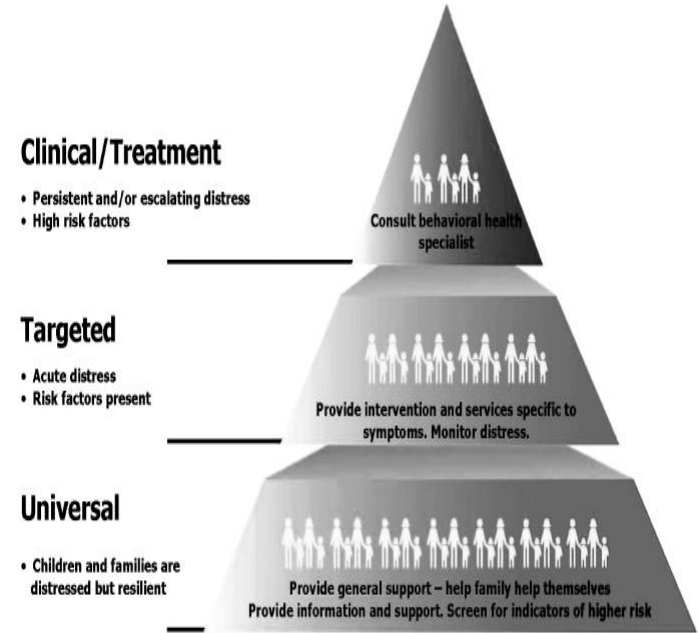 Clinical/Treatment
• Persistent and/or escalating distress
• High risk factors
Consult behavioral health
specialist
Targeted
• Acute distress
• Risk factors present
Provide intervention and services specific to
symptoms. Monitor distress.
Universal
• Children and families are
distressed but resilient
Provide general support – help family help themselves
Provide information and support. Screen for indicators of higher risk